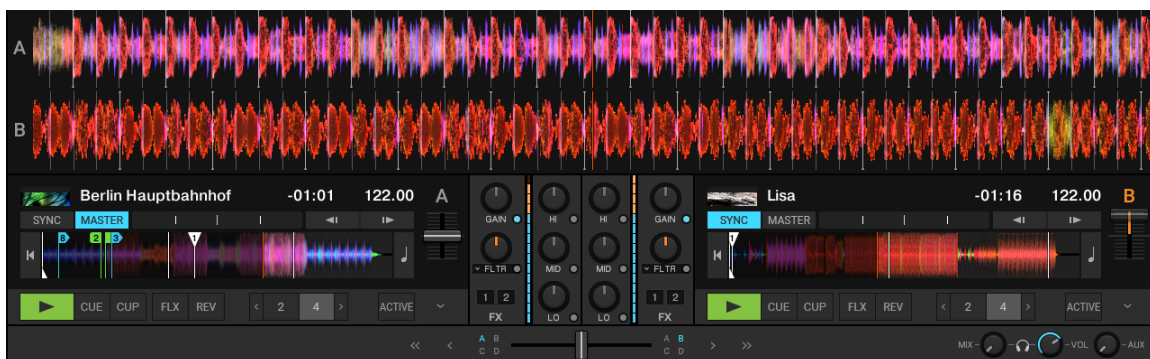 A
B
Berlin Hauptbahnhof -01:01 122.00 A
SYNC MASTER
8 2 3 1
CUE CUP FLX REV 2 4 ACTIVE
GAIN HI HI GAIN
FLTR MID MID FLTR
1 2 1 2
FX LO LO FX
Lisa -01:16 122.00 B
SYNC MASTER
1
CUE CUP FLX REV 2 4 ACTIVE
A B A B
C D C D
MIX VOL AUX